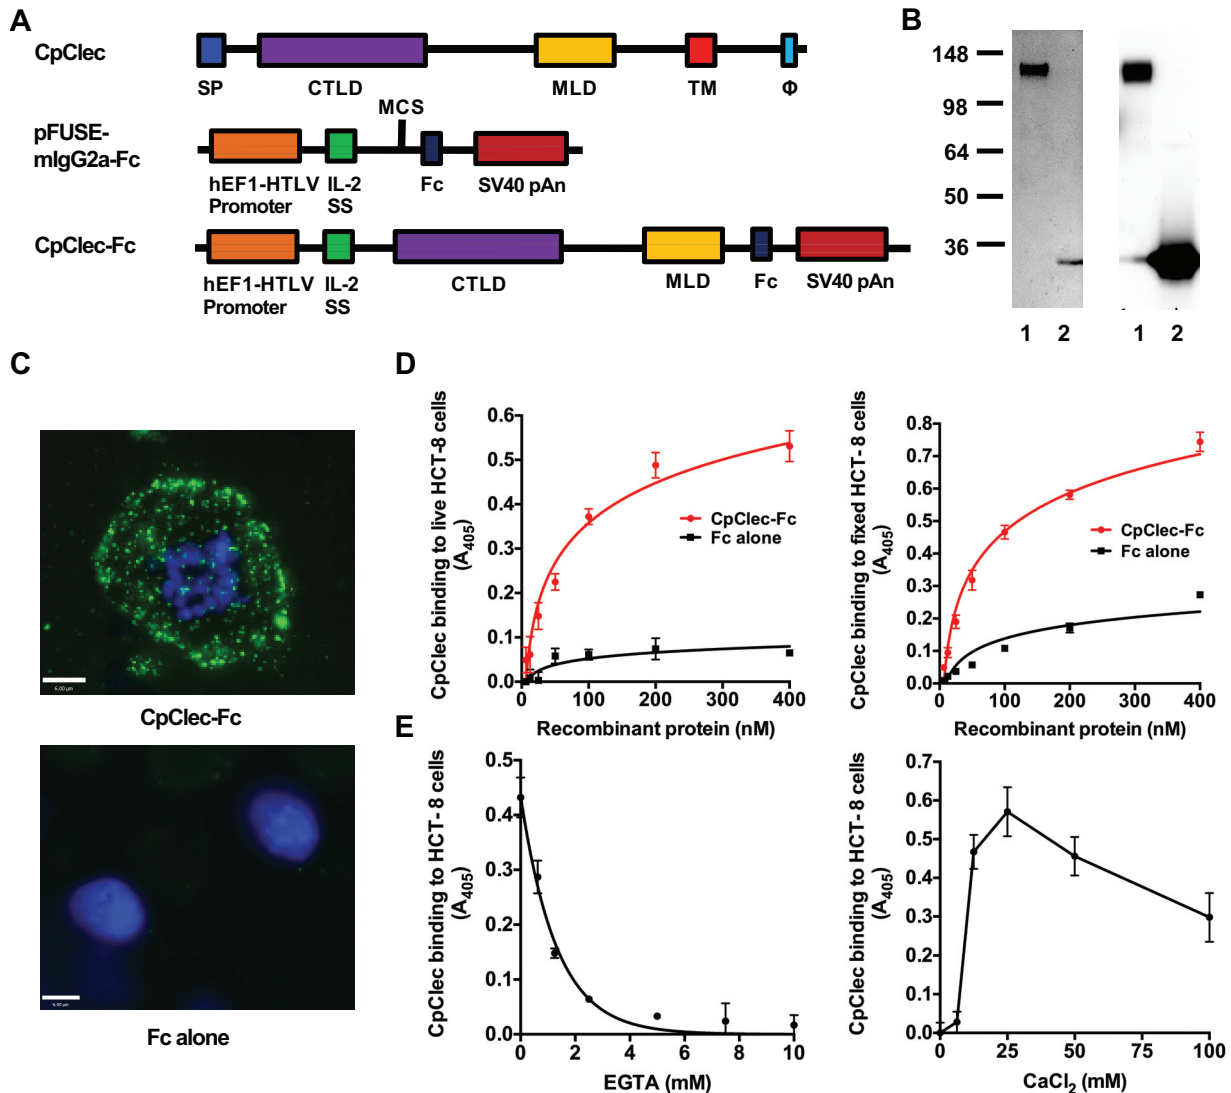 A
CpClec
SP
CTLD
MLD
TM
Φ
pFUSE-
mIgG2a-Fc
MCS
hEF1-HTLV
Promoter
IL-2
SS
Fc
SV40 pAn
CpClec-Fc
hEF1-HTLV
Promoter
IL-2
SS
CTLD
MLD
Fc
SV40 pAn
B
148
98
64
50
36
1 2
1 2
C
6.00 µm
CpClec-Fc
6.00 µm
Fc alone
D
CpClec binding to live HCT-8 cells
(A405)
0.6
0.5
0.4
0.3
0.2
0.1
0.0
0 100 200 300 400
Recombinant protein (nM)
CpClec-Fc
Fc alone
CpClec binding to fixed HCT-8 cells
(A405)
0.8
0.7
0.6
0.5
0.4
0.3
0.2
0.1
0.0
0 100 200 300 400
Recombinant protein (nM)
CpClec-Fc
Fc alone
E
CpClec binding to HCT- 8 cells
(A405)
0.5
0.4
0.3
0.2
0.1
0.0
0 2 4 6 8 10
EGTA (mM)
CpClec binding to HCT- 8 cells
(A405)
0.7
0.6
0.5
0.4
0.3
0.2
0.1
0.0
0 25 50 75 100
CaCl2 (mM)